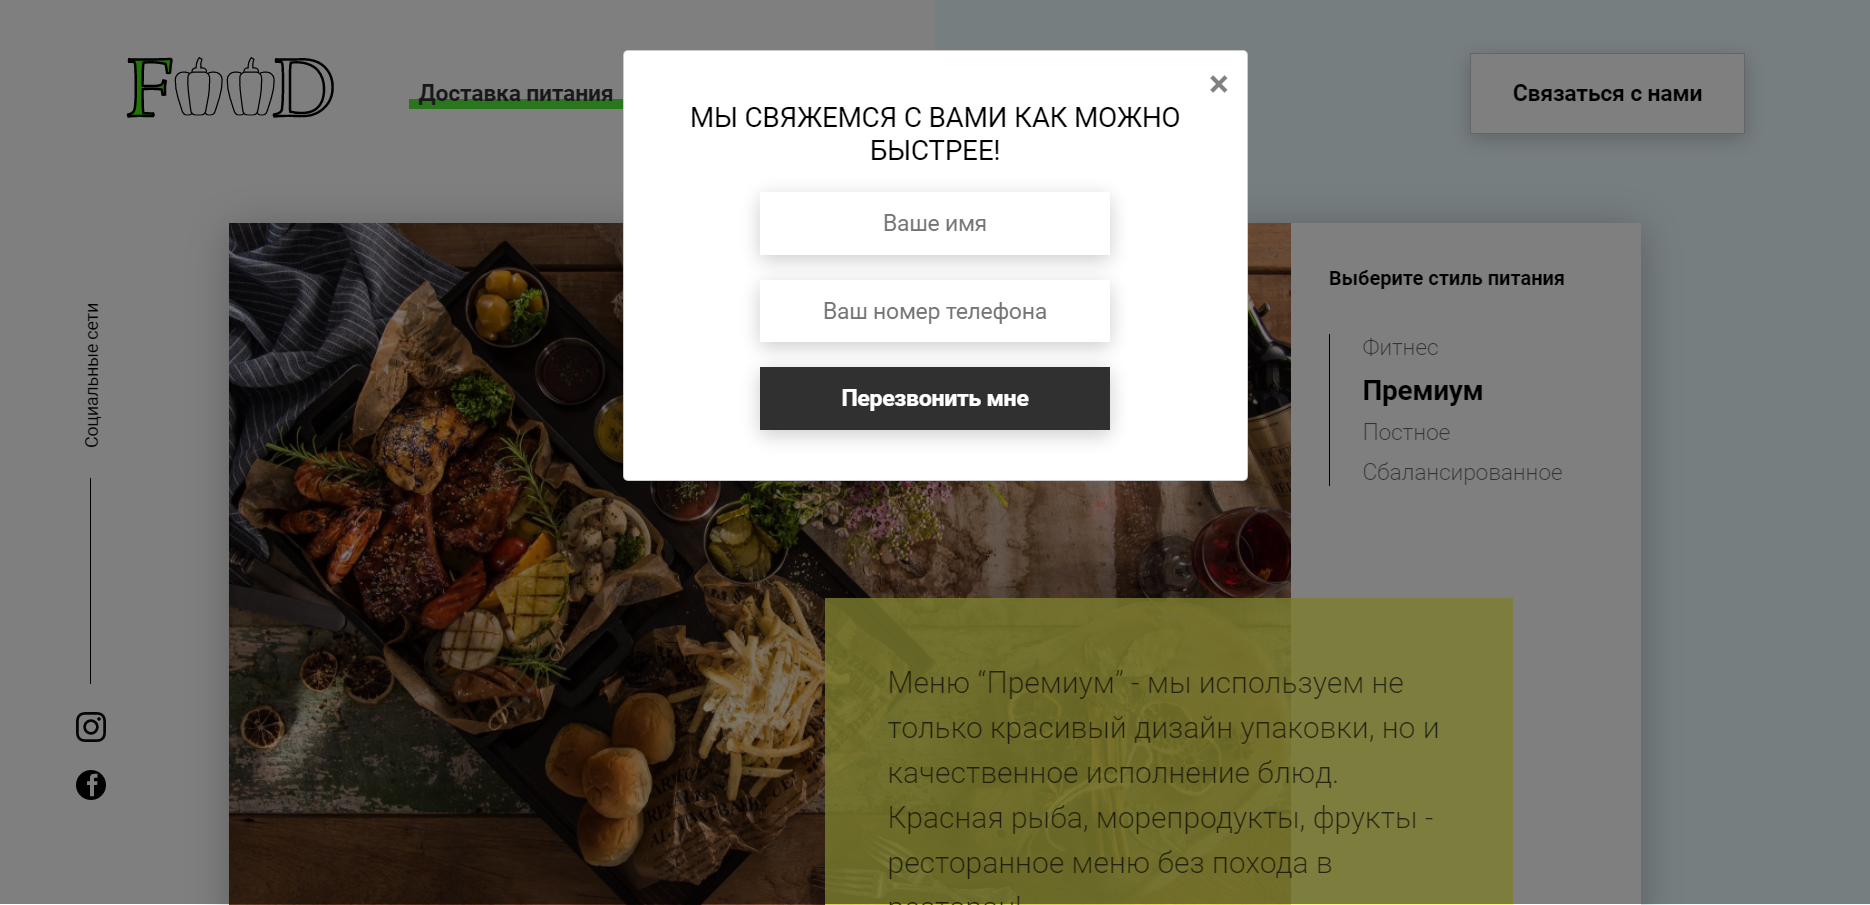 FOOD
Доставка питания
Связаться с нами
×
МЫ СВЯЖЕМСЯ С ВАМИ КАК МОЖНО
БЫСТРЕЕ!
Ваше имя
Ваш номер телефона
Перезвонить мне
Социальные сети
Выберите стиль питания
Фитнес
Премиум
Постное
Сбалансированное
Меню “Премиум” - мы используем не
только красивый дизайн упаковки, но и
качественное исполнение блюд.
Красная рыба, морепродукты, фрукты -
ресторанное меню без похода в
ресторан!